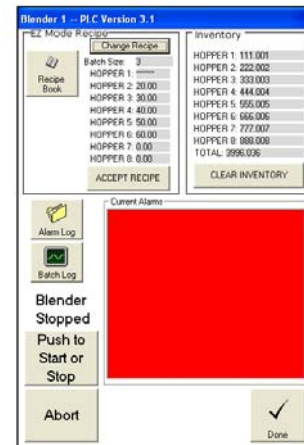 Blender 1 -- PLC Version 3.1
EZ Mode Recipe
Change Recipe
Recipe
Book
Batch Size: 3
HOPPER 1: ******
HOPPER 2: 20.00
HOPPER 3: 30.00
HOPPER 4: 40.00
HOPPER 5: 50.00
HOPPER 6: 60.00
HOPPER 7: 0.00
HOPPER 8: 0.00
ACCEPT RECIPE
Inventory
HOPPER 1: 111.001
HOPPER 2: 222.002
HOPPER 3: 333.003
HOPPER 4: 444.004
HOPPER 5: 555.005
HOPPER 6: 666.006
HOPPER 7: 777.007
HOPPER 8: 888.008
TOTAL: 3996.036
CLEAR INVENTORY
Alarm Log
Batch Log
Current Alarms
Blender
Stopped
Push to
Start or
Stop
Abort
Done